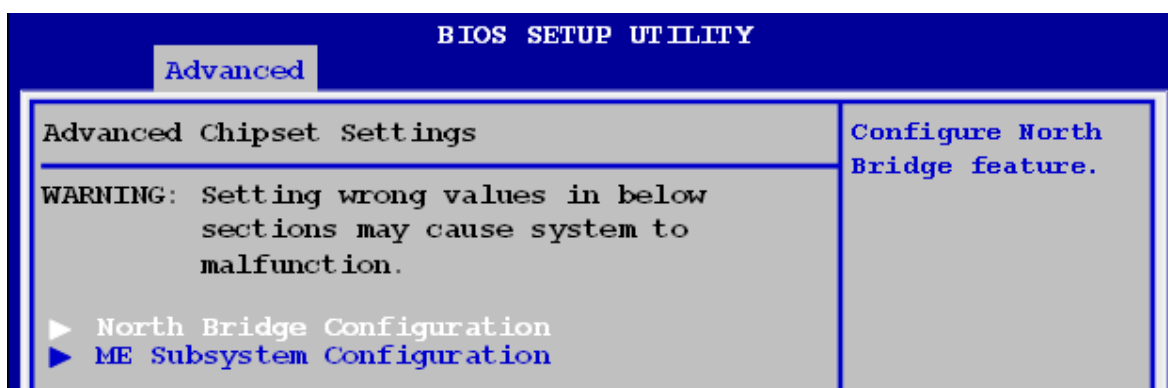 BIOS SETUP UTILITY
Advanced
Advanced Chipset Settings
WARNING: Setting wrong values in below
sections may cause system to
malfunction.
North Bridge Configuration
ME Subsystem Configuration
Configure North
Bridge feature.